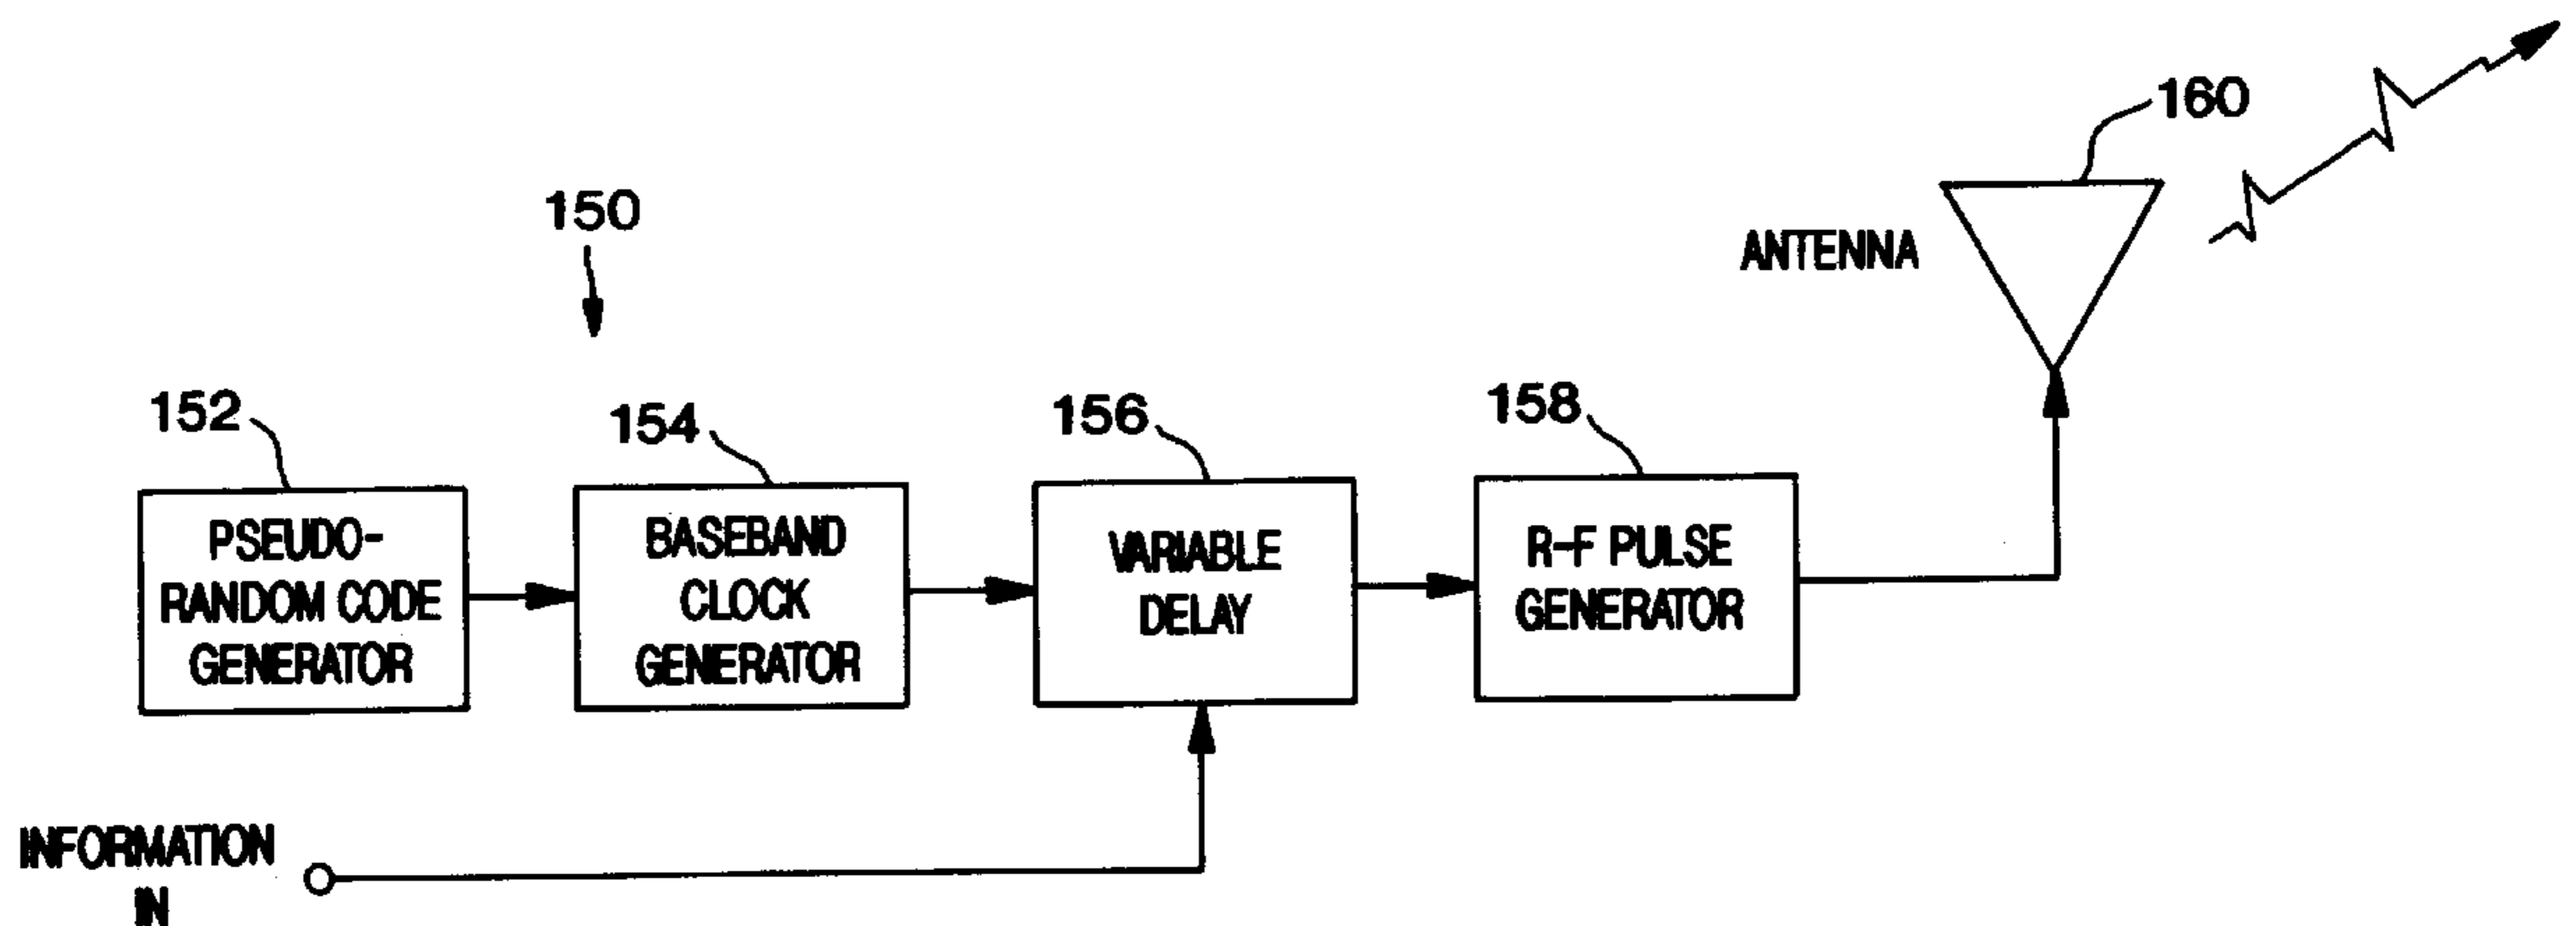 160
150
ANTENNA
152
154
156
158
PSEUDO-
RANDOM CODE
GENERATOR
BASEBAND
CLOCK
GENERATOR
VARIABLE
DELAY
R-F PULSE
GENERATOR
INFORMATION
IN